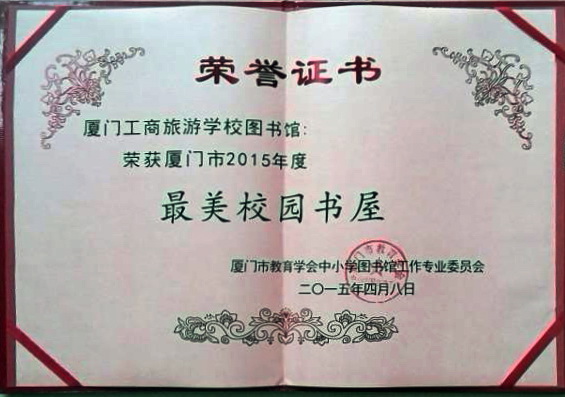 荣誉证书
厦门工商旅游学校图书馆:
荣获厦门市2015年度
最美校园书屋
厦门市教育学会中小学图书馆工作专业委员会
二〇一五年四月八日